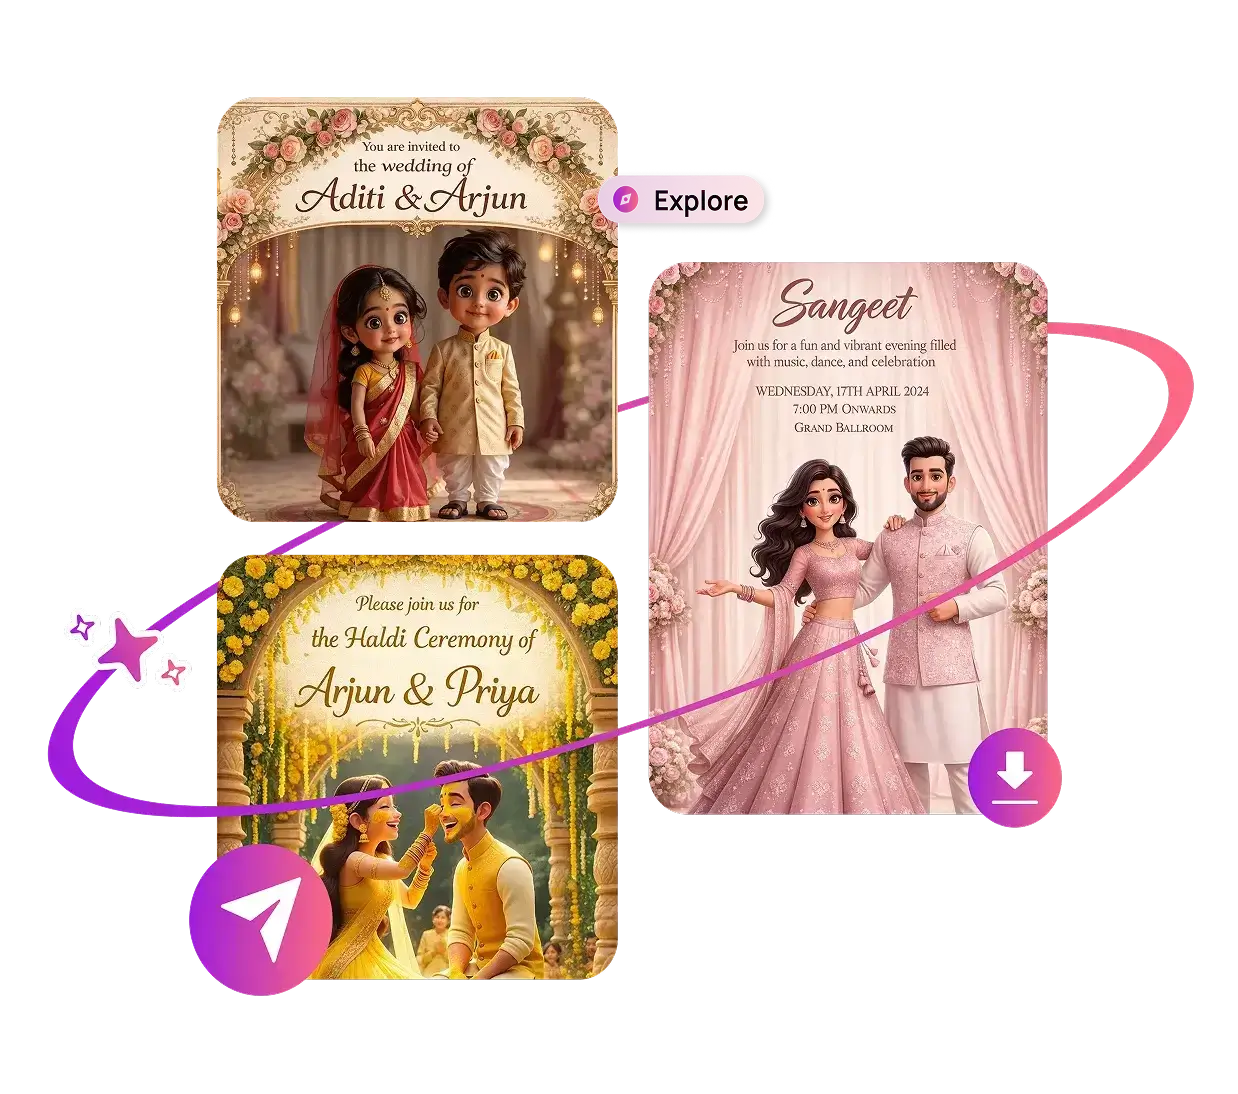 You are invited to
the wedding of
Aditi & Arjun
Explore
Sangeet
Join us for a fun and vibrant evening filled
with music, dance, and celebration
WEDNESDAY, 17TH APRIL 2024
7:00 PM ONWARDS
GRAND BALLROOM
Please join us for
the Haldi Ceremony of
Arjun & Priya